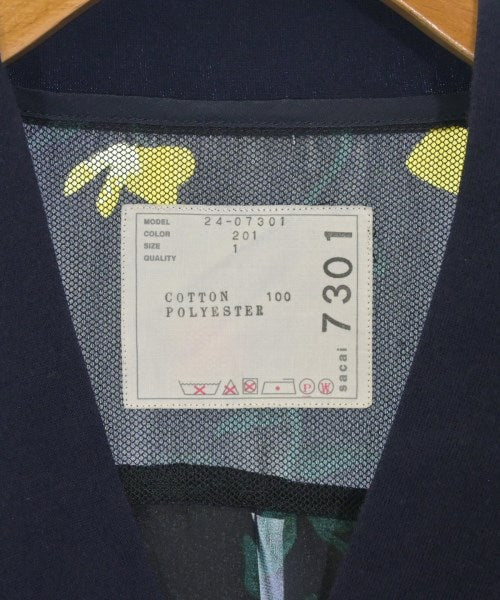 MODEL 24-07301
COLOR 201
SIZE 1
QUALITY
COTTON 100
POLYESTER
P W
sacai 7301